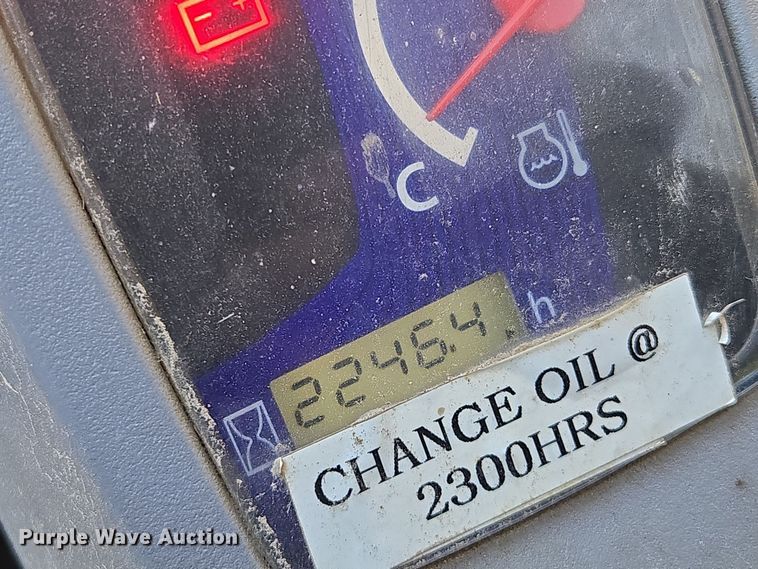 - +
C
2246.4 h
CHANGE OIL @
2300HRS
Purple Wave Auction